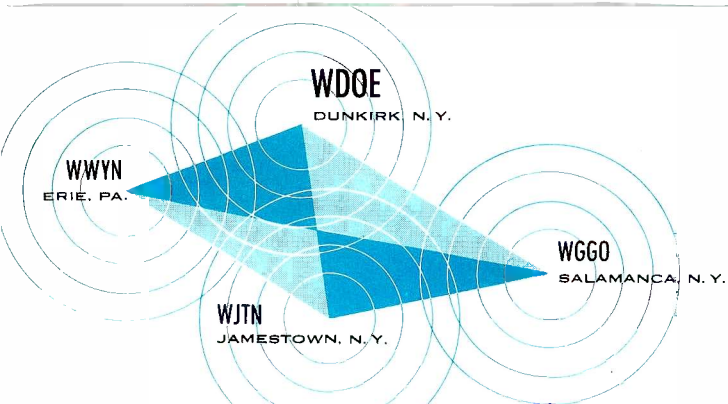 WDOE
DUNKIRK, N.Y.
WWYN
ERIE, PA.
WGGO
SALAMANCA, N.Y.
WJTN
JAMESTOWN, N.Y.